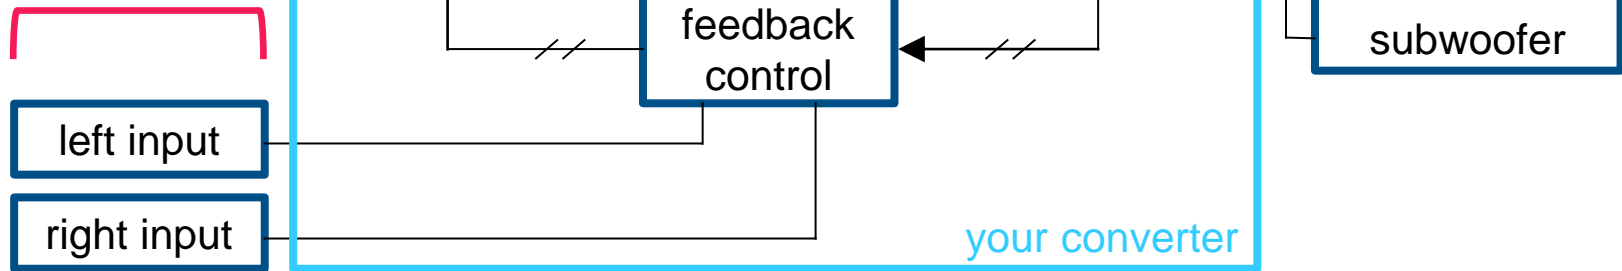 feedback
control
subwoofer
left input
right input
your converter